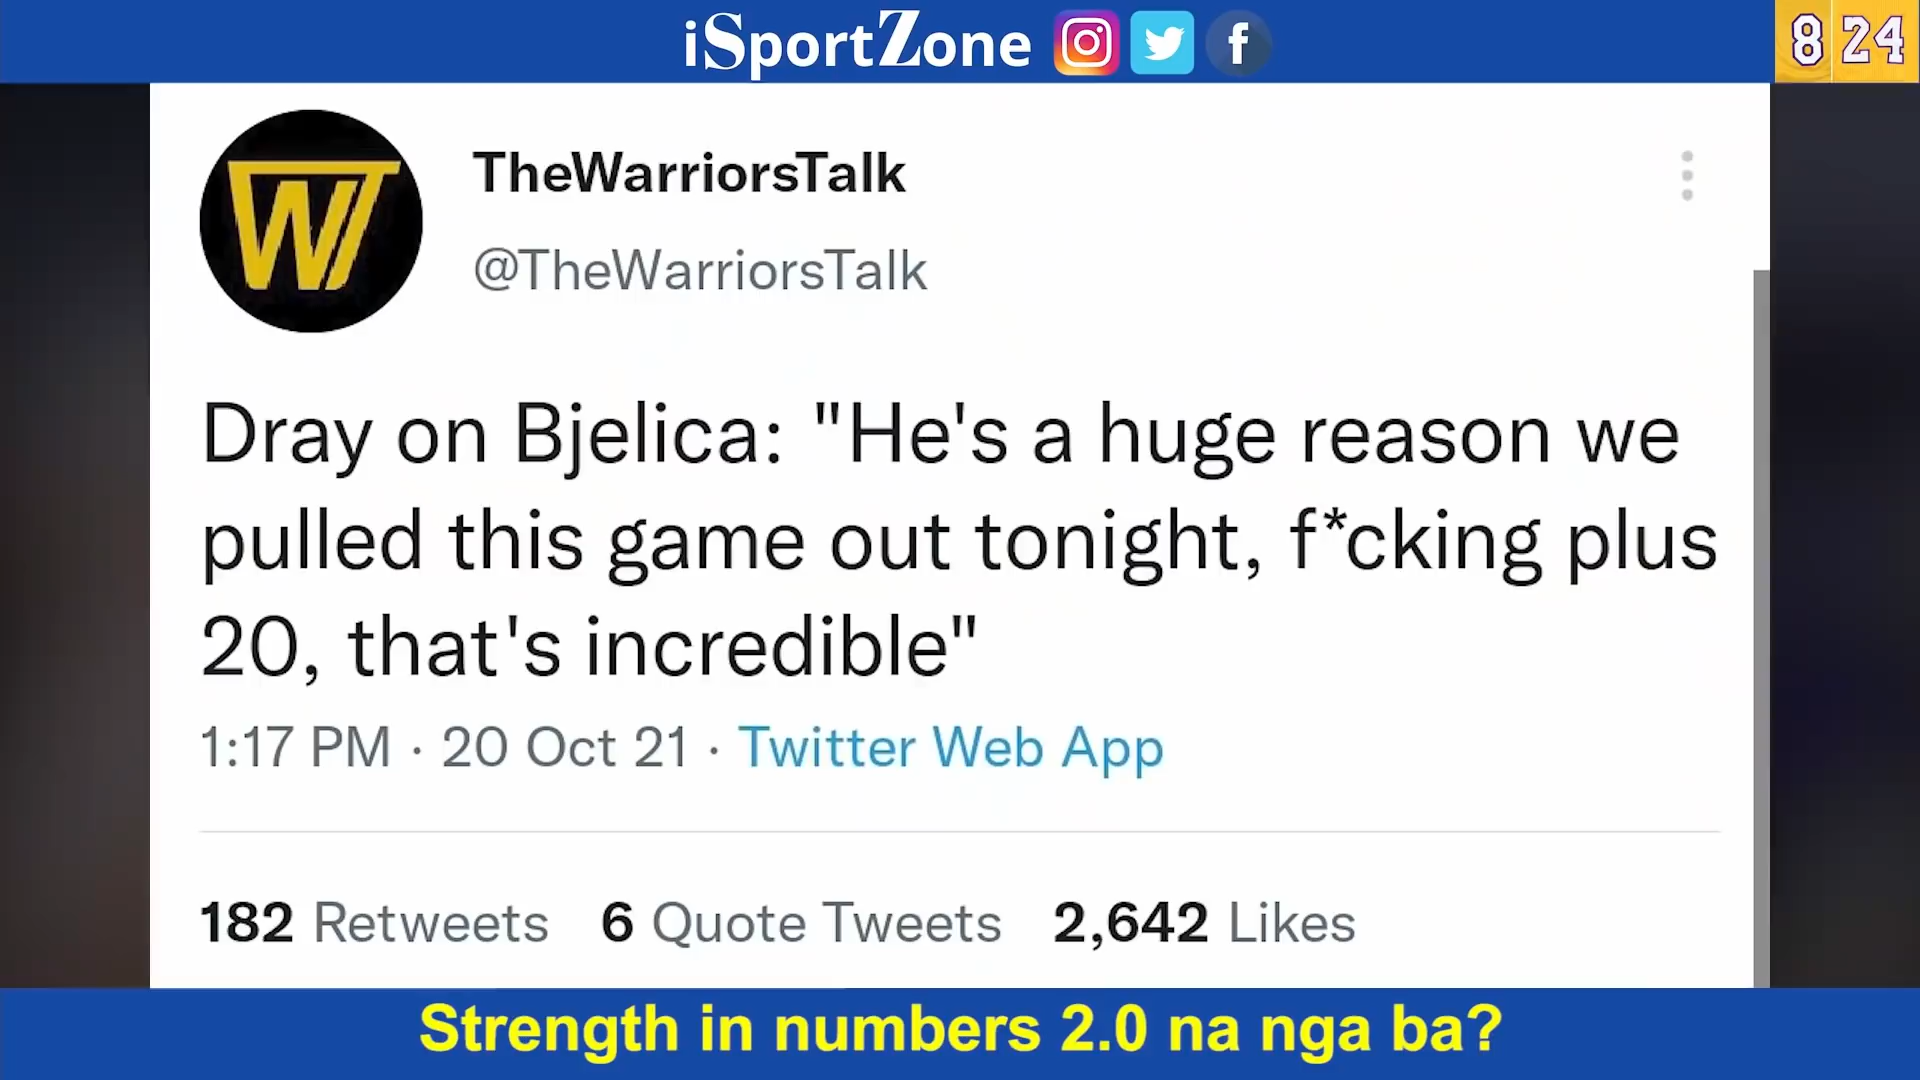 iSportZone
8 24
TheWarriorsTalk
@TheWarriorsTalk
Dray on Bjelica: "He's a huge reason we
pulled this game out tonight, f*cking plus
20, that's incredible"
1:17 PM · 20 Oct 21 · Twitter Web App
182 Retweets 6 Quote Tweets 2,642 Likes
Strength in numbers 2.0 na nga ba?